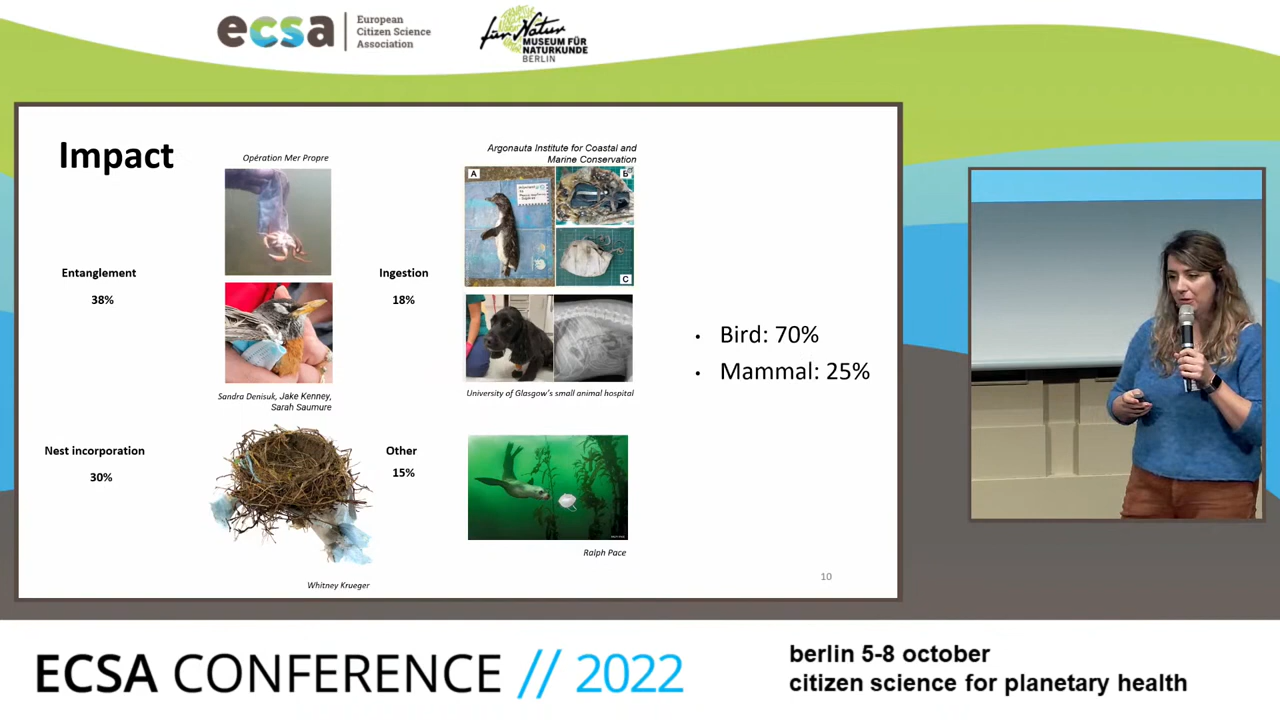 ecsa
European
Citizen Science
Association
für Natur
MUSEUM FÜR
NATURKUNDE
BERLIN
Impact
Opération Mer Propre
Argonauta Institute for Coastal and
Marine Conservation
A
B
C
Entanglement
38%
Ingestion
18%
• Bird: 70%
• Mammal: 25%
Sandra Denisuk, Jake Kenney,
Sarah Saumure
University of Glasgow's small animal hospital
Nest incorporation
30%
Other
15%
Ralph Pace
Whitney Krueger
10
ECSA CONFERENCE // 2022
berlin 5-8 october
citizen science for planetary health